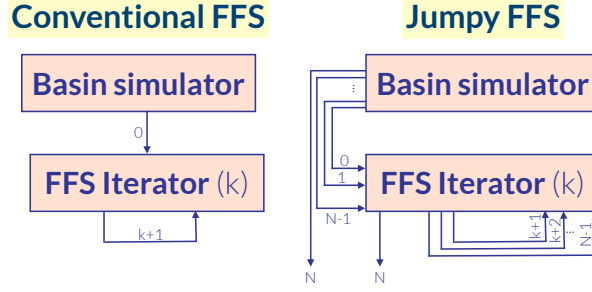 Conventional FFS
Basin simulator
0
FFS Iterator (k)
k+1
Jumpy FFS
Basin simulator
...
0
1
FFS Iterator (k)
N-1
k+1
k+2
...
N-1
N
N